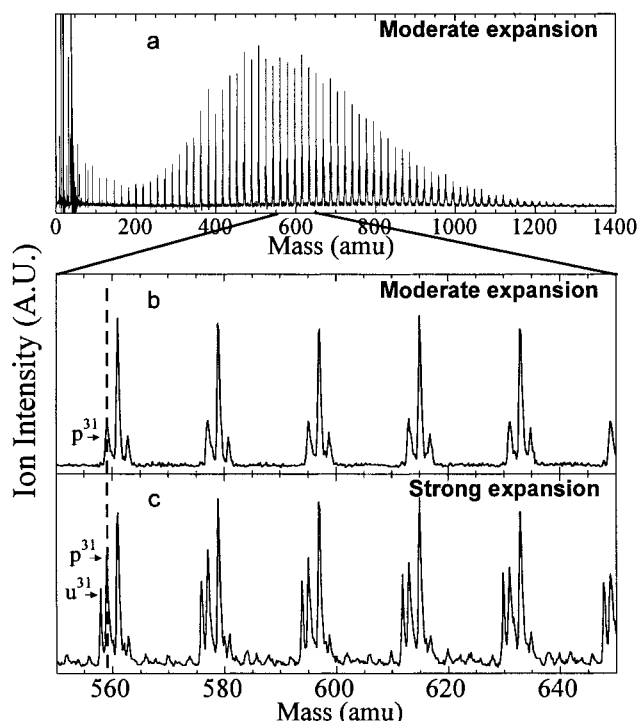 Moderate expansion
a
0 200 400 600 800 1000 1200 1400
Mass (amu)
Ion Intensity (A.U.)
Moderate expansion
b
p³¹
Strong expansion
c
p³¹
u³¹
560 580 600 620 640
Mass (amu)